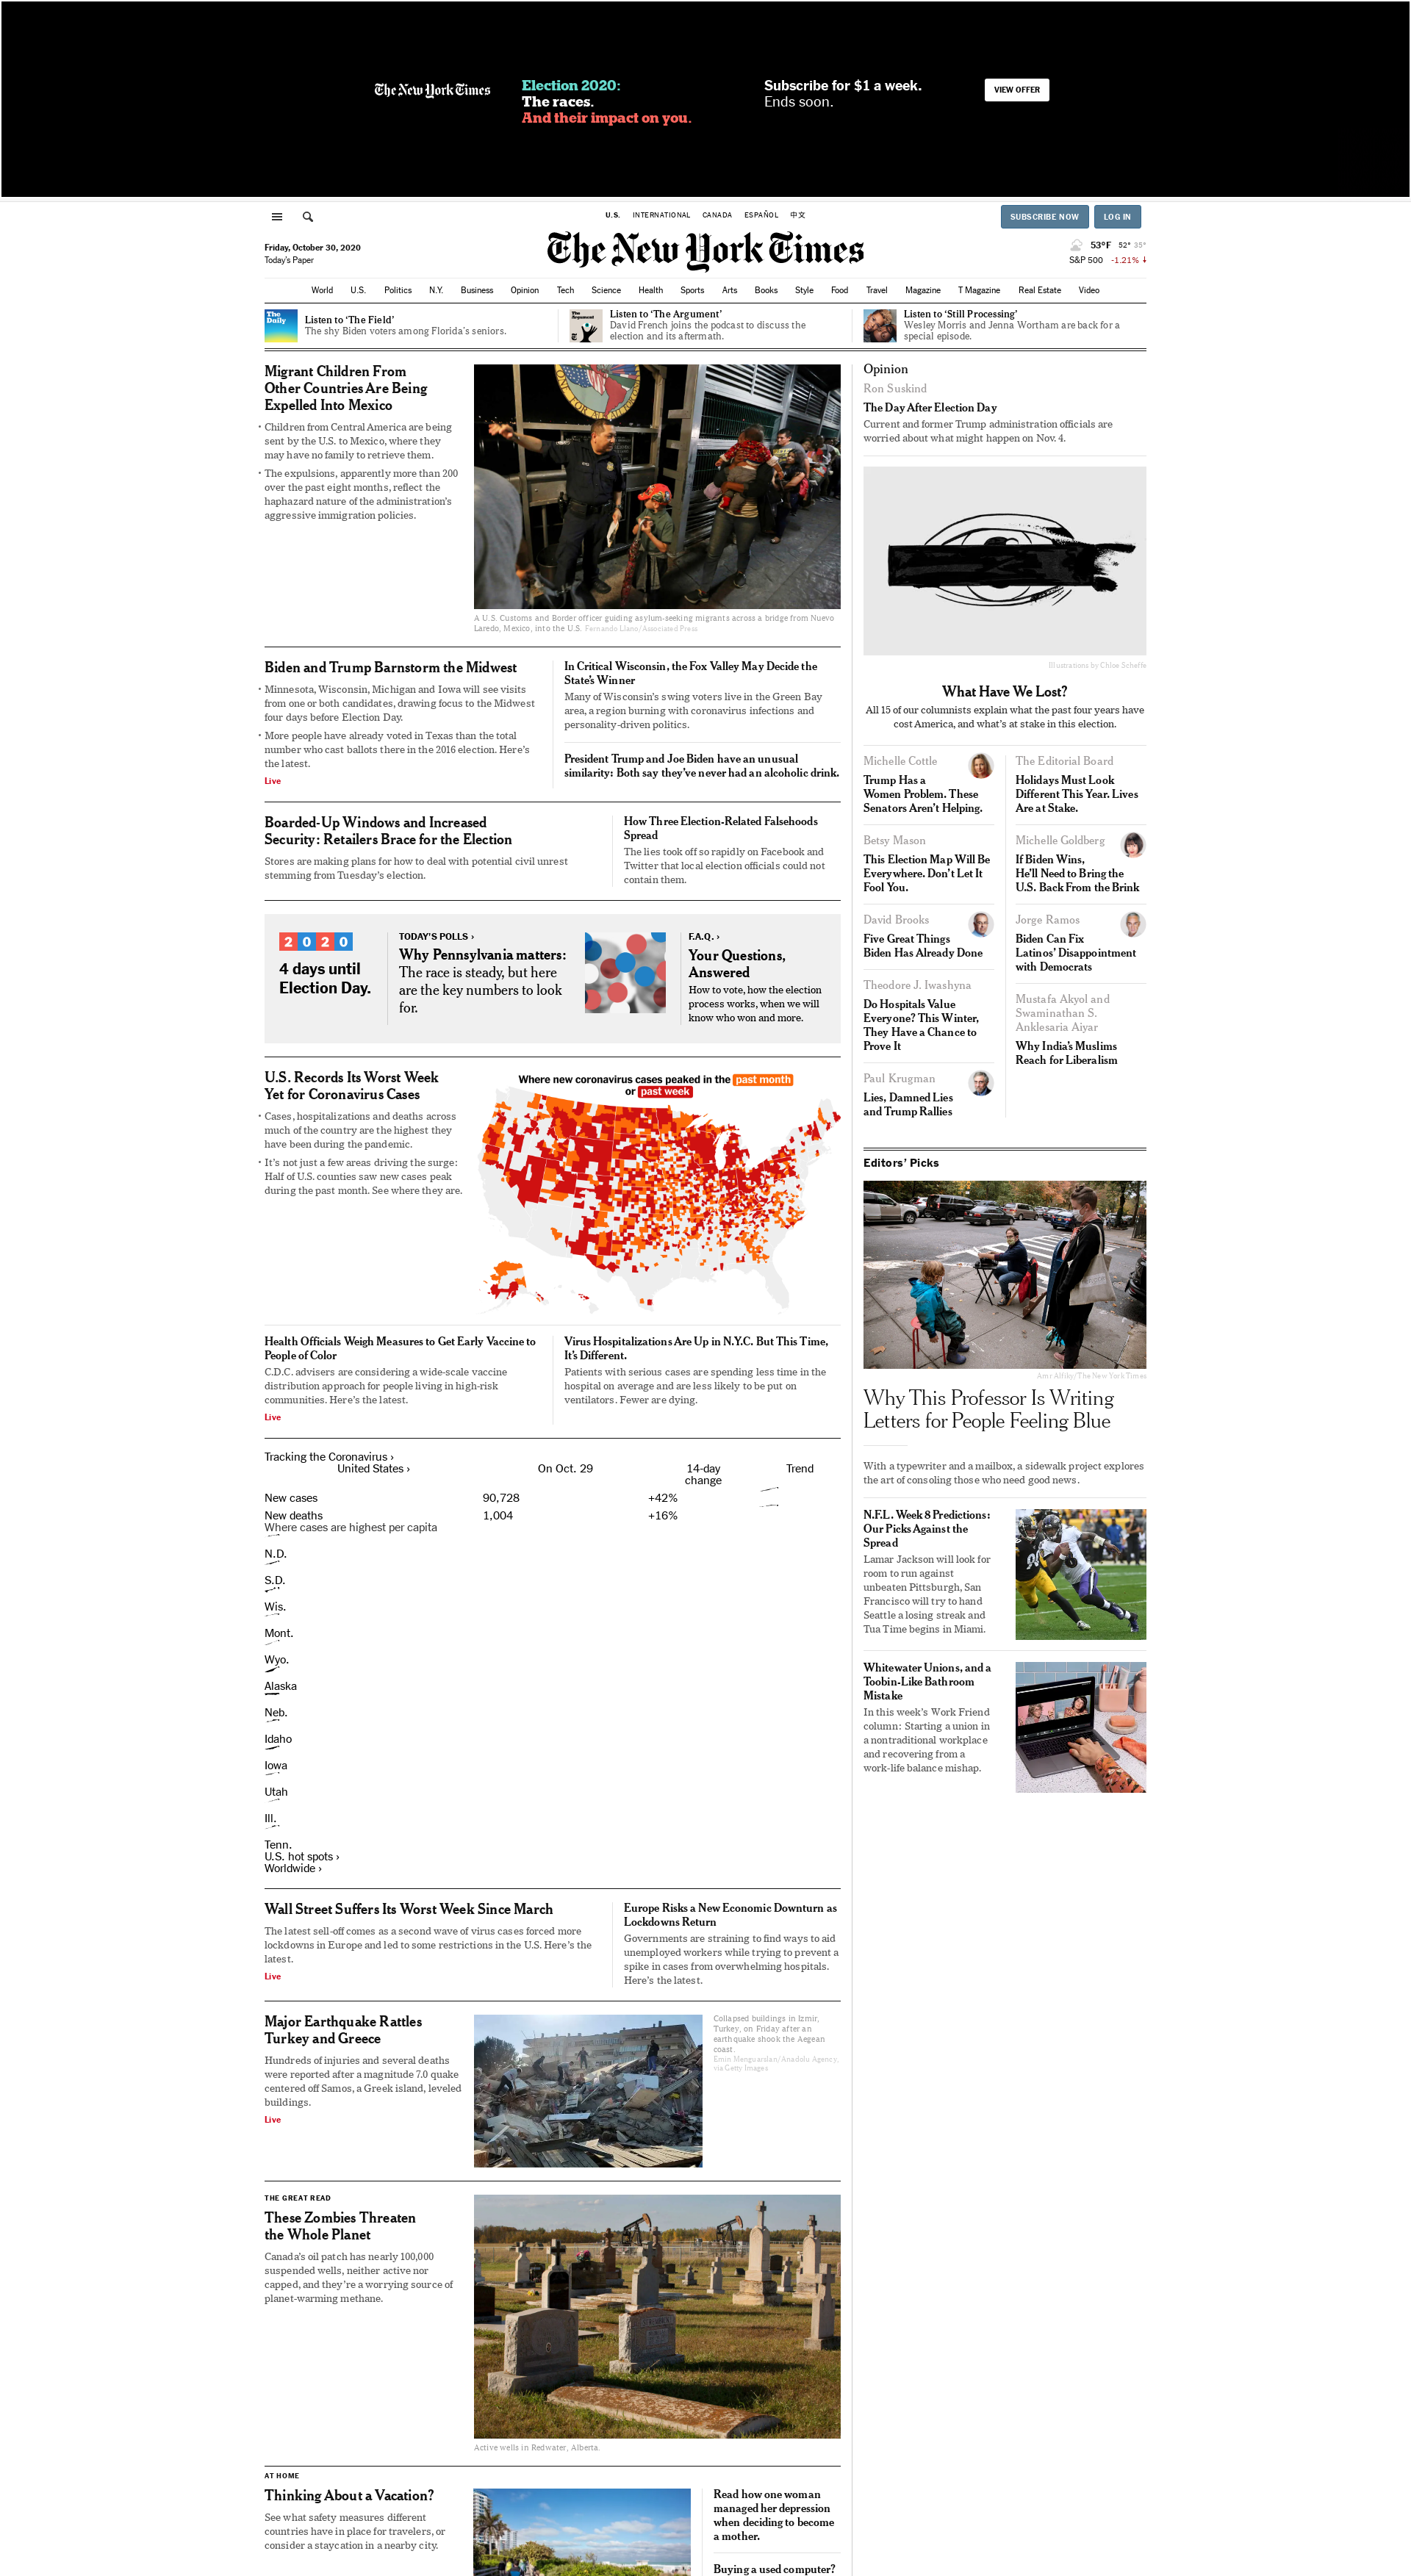 The New York Times
Election 2020:
The races.
And their impact on you.
Subscribe for $1 a week.
Ends soon.
VIEW OFFER
U.S. INTERNATIONAL CANADA ESPAÑOL 中文
SUBSCRIBE NOW
LOG IN
Friday, October 30, 2020
Today's Paper
The New York Times
53°F 52° 35°
S&P 500 -1.21%
World U.S. Politics N.Y. Business Opinion Tech Science Health Sports Arts Books Style Food Travel Magazine T Magazine Real Estate Video
The
Daily
Listen to 'The Field'
The shy Biden voters among Florida's seniors.
The
Argument
Listen to 'The Argument'
David French joins the podcast to discuss the
election and its aftermath.
Listen to 'Still Processing'
Wesley Morris and Jenna Wortham are back for a
special episode.
Migrant Children From
Other Countries Are Being
Expelled Into Mexico
• Children from Central America are being
sent by the U.S. to Mexico, where they
may have no family to retrieve them.
• The expulsions, apparently more than 200
over the past eight months, reflect the
haphazard nature of the administration's
aggressive immigration policies.
A U.S. Customs and Border officer guiding asylum-seeking migrants across a bridge from Nuevo
Laredo, Mexico, into the U.S. Fernando Llano/Associated Press
Biden and Trump Barnstorm the Midwest
• Minnesota, Wisconsin, Michigan and Iowa will see visits
from one or both candidates, drawing focus to the Midwest
four days before Election Day.
• More people have already voted in Texas than the total
number who cast ballots there in the 2016 election. Here's
the latest.
Live
In Critical Wisconsin, the Fox Valley May Decide the
State's Winner
Many of Wisconsin's swing voters live in the Green Bay
area, a region burning with coronavirus infections and
personality-driven politics.
President Trump and Joe Biden have an unusual
similarity: Both say they've never had an alcoholic drink.
Boarded-Up Windows and Increased
Security: Retailers Brace for the Election
Stores are making plans for how to deal with potential civil unrest
stemming from Tuesday's election.
How Three Election-Related Falsehoods
Spread
The lies took off so rapidly on Facebook and
Twitter that local election officials could not
contain them.
2020
4 days until
Election Day.
TODAY'S POLLS ›
Why Pennsylvania matters:
The race is steady, but here
are the key numbers to look
for.
F.A.Q. ›
Your Questions,
Answered
How to vote, how the election
process works, when we will
know who won and more.
U.S. Records Its Worst Week
Yet for Coronavirus Cases
• Cases, hospitalizations and deaths across
much of the country are the highest they
have been during the pandemic.
• It's not just a few areas driving the surge:
Half of U.S. counties saw new cases peak
during the past month. See where they are.
Where new coronavirus cases peaked in the past month
or past week
Health Officials Weigh Measures to Get Early Vaccine to
People of Color
C.D.C. advisers are considering a wide-scale vaccine
distribution approach for people living in high-risk
communities. Here's the latest.
Live
Virus Hospitalizations Are Up in N.Y.C. But This Time,
It's Different.
Patients with serious cases are spending less time in the
hospital on average and are less likely to be put on
ventilators. Fewer are dying.
Tracking the Coronavirus ›
United States › On Oct. 29 14-day
change Trend
New cases 90,728 +42%
New deaths 1,004 +16%
Where cases are highest per capita
N.D.
S.D.
Wis.
Mont.
Wyo.
Alaska
Neb.
Idaho
Iowa
Utah
Ill.
Tenn.
U.S. hot spots ›
Worldwide ›
Wall Street Suffers Its Worst Week Since March
The latest sell-off comes as a second wave of virus cases forced more
lockdowns in Europe and led to some restrictions in the U.S. Here's the
latest.
Live
Europe Risks a New Economic Downturn as
Lockdowns Return
Governments are straining to find ways to aid
unemployed workers while trying to prevent a
spike in cases from overwhelming hospitals.
Here's the latest.
Major Earthquake Rattles
Turkey and Greece
Hundreds of injuries and several deaths
were reported after a magnitude 7.0 quake
centered off Samos, a Greek island, leveled
buildings.
Live
Collapsed buildings in Izmir,
Turkey, on Friday after an
earthquake shook the Aegean
coast.
Emin Menguarslan/Anadolu Agency,
via Getty Images
THE GREAT READ
These Zombies Threaten
the Whole Planet
Canada's oil patch has nearly 100,000
suspended wells, neither active nor
capped, and they're a worrying source of
planet-warming methane.
Active wells in Redwater, Alberta.
AT HOME
Thinking About a Vacation?
See what safety measures different
countries have in place for travelers, or
consider a staycation in a nearby city.
Read how one woman
managed her depression
when deciding to become
a mother.
Buying a used computer?
Opinion
Ron Suskind
The Day After Election Day
Current and former Trump administration officials are
worried about what might happen on Nov. 4.
Illustrations by Chloe Scheffe
What Have We Lost?
All 15 of our columnists explain what the past four years have
cost America, and what's at stake in this election.
Michelle Cottle
Trump Has a
Women Problem. These
Senators Aren't Helping.
Betsy Mason
This Election Map Will Be
Everywhere. Don't Let It
Fool You.
David Brooks
Five Great Things
Biden Has Already Done
Theodore J. Iwashyna
Do Hospitals Value
Everyone? This Winter,
They Have a Chance to
Prove It
Paul Krugman
Lies, Damned Lies
and Trump Rallies
The Editorial Board
Holidays Must Look
Different This Year. Lives
Are at Stake.
Michelle Goldberg
If Biden Wins,
He'll Need to Bring the
U.S. Back From the Brink
Jorge Ramos
Biden Can Fix
Latinos' Disappointment
with Democrats
Mustafa Akyol and
Swaminathan S.
Anklesaria Aiyar
Why India's Muslims
Reach for Liberalism
Editors' Picks
Amr Alfiky/The New York Times
Why This Professor Is Writing
Letters for People Feeling Blue
With a typewriter and a mailbox, a sidewalk project explores
the art of consoling those who need good news.
N.F.L. Week 8 Predictions:
Our Picks Against the
Spread
Lamar Jackson will look for
room to run against
unbeaten Pittsburgh, San
Francisco will try to hand
Seattle a losing streak and
Tua Time begins in Miami.
Whitewater Unions, and a
Toobin-Like Bathroom
Mistake
In this week's Work Friend
column: Starting a union in
a nontraditional workplace
and recovering from a
work-life balance mishap.